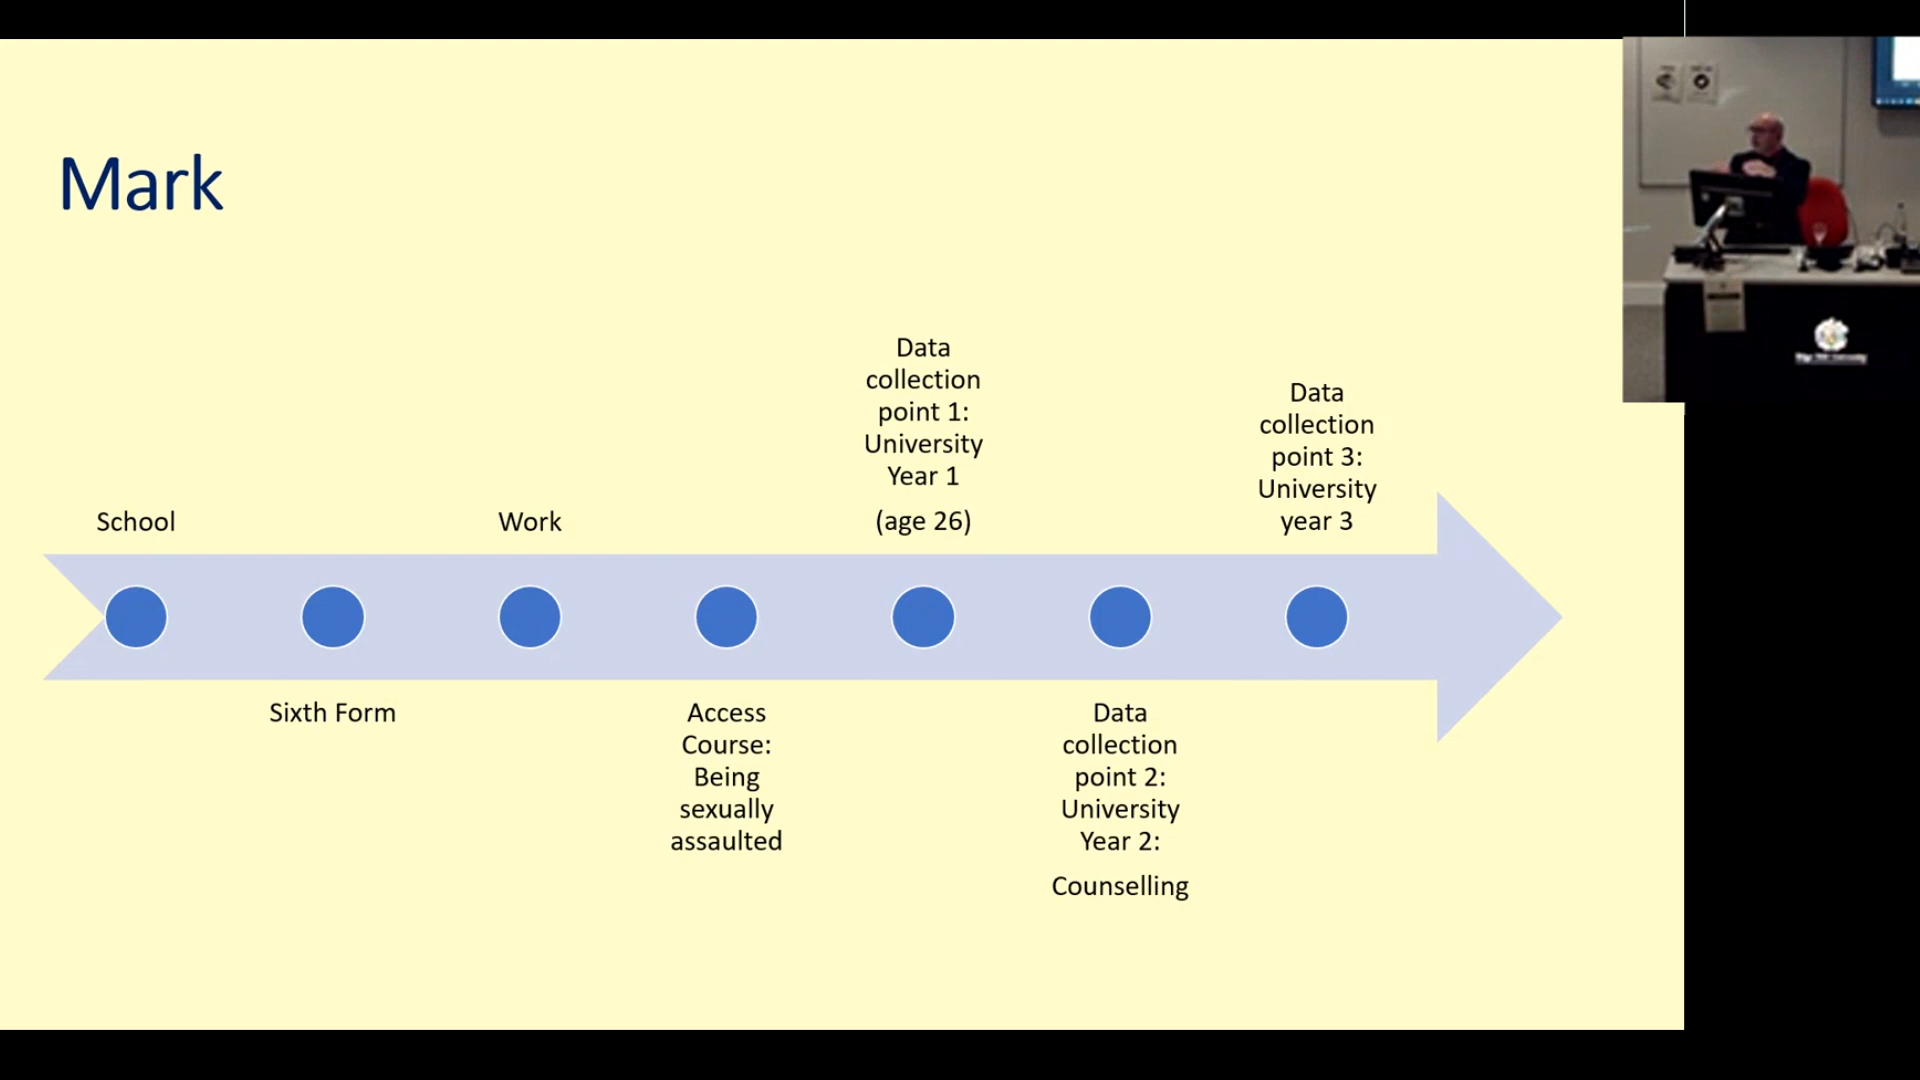 Mark
School
Sixth Form
Work
Access
Course:
Being
sexually
assaulted
Data
collection
point 1:
University
Year 1
(age 26)
Data
collection
point 2:
University
Year 2:
Counselling
Data
collection
point 3:
University
year 3